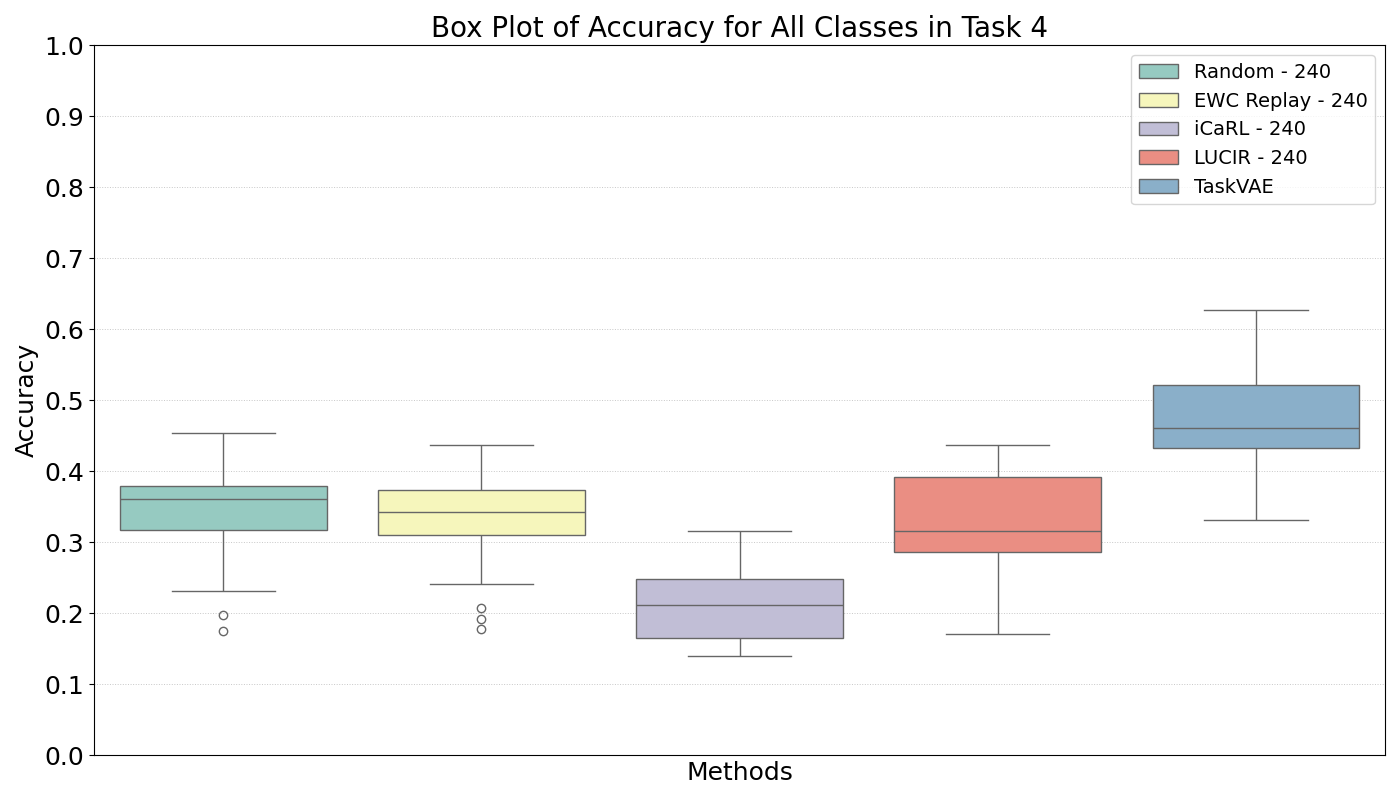 Box Plot of Accuracy for All Classes in Task 4
1.0
0.9
0.8
0.7
0.6
0.5
0.4
0.3
0.2
0.1
0.0
Accuracy
Methods
Random - 240
EWC Replay - 240
iCaRL - 240
LUCIR - 240
TaskVAE